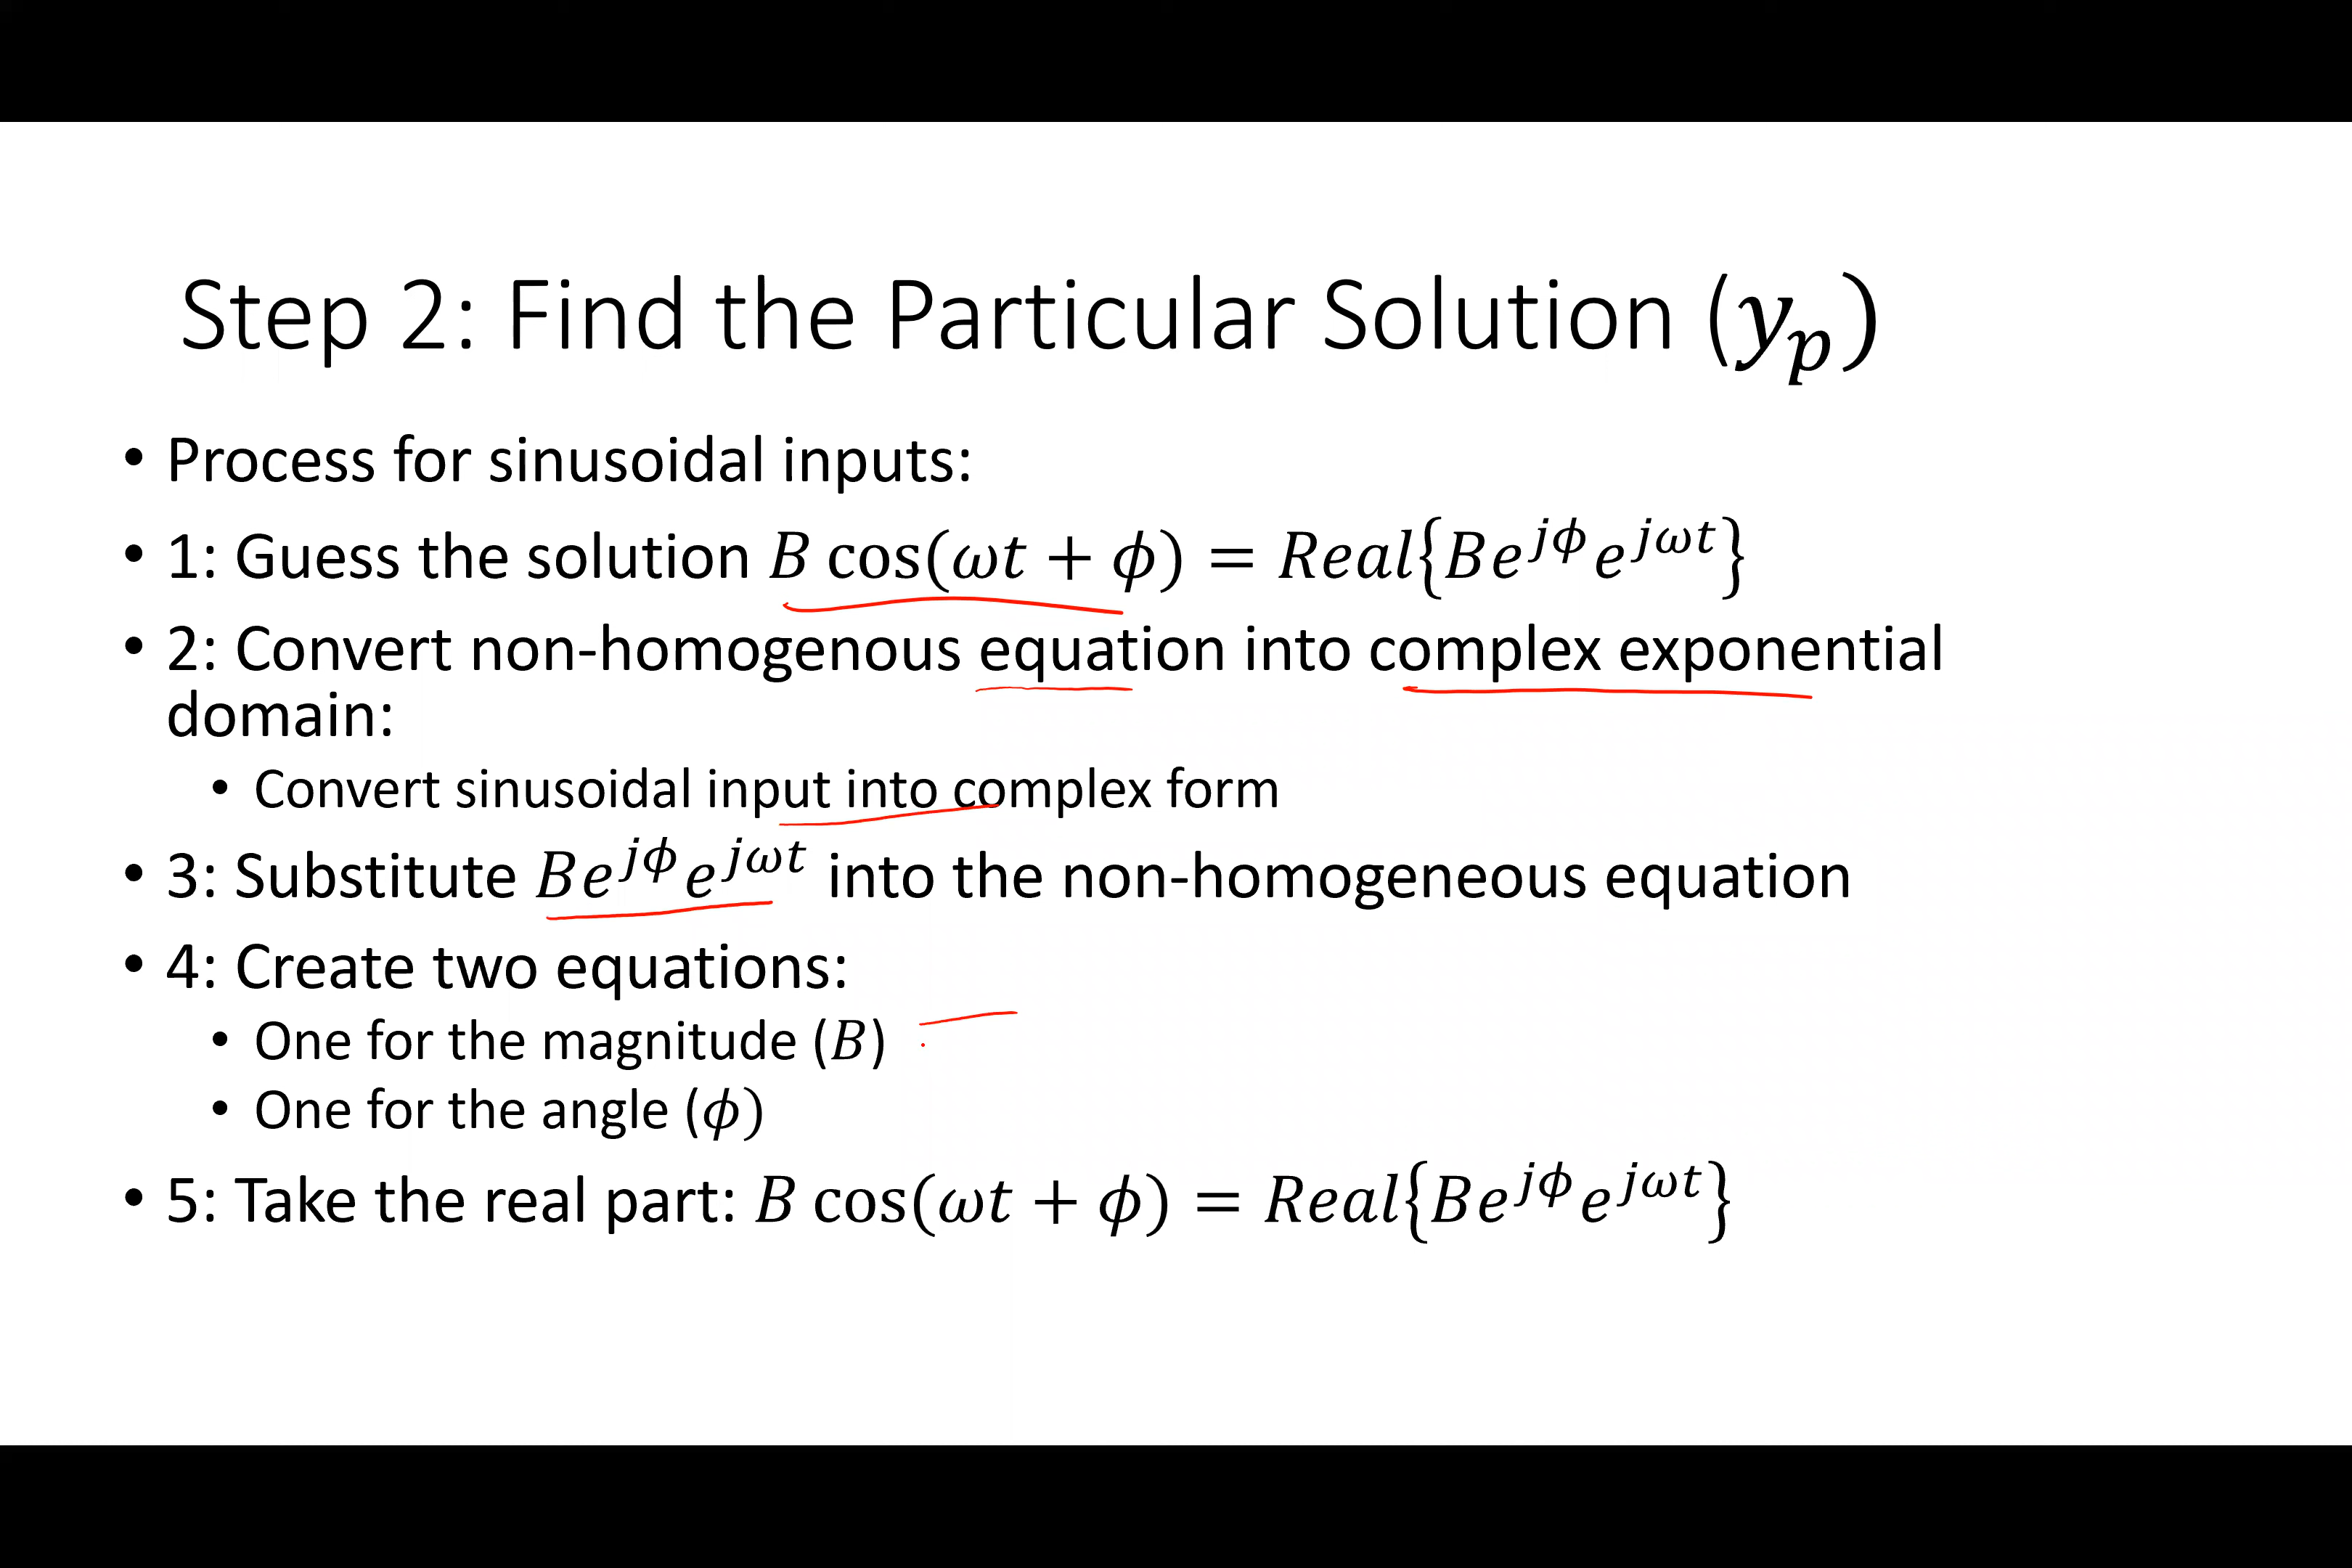 Step 2: Find the Particular Solution (y_p)
• Process for sinusoidal inputs:
• 1: Guess the solution B cos(ωt + ϕ) = Real{Be^{jϕ}e^{jωt}}
• 2: Convert non-homogenous equation into complex exponential
domain:
• Convert sinusoidal input into complex form
• 3: Substitute Be^{jϕ}e^{jωt} into the non-homogeneous equation
• 4: Create two equations:
• One for the magnitude (B)
• One for the angle (ϕ)
• 5: Take the real part: B cos(ωt + ϕ) = Real{Be^{jϕ}e^{jωt}}